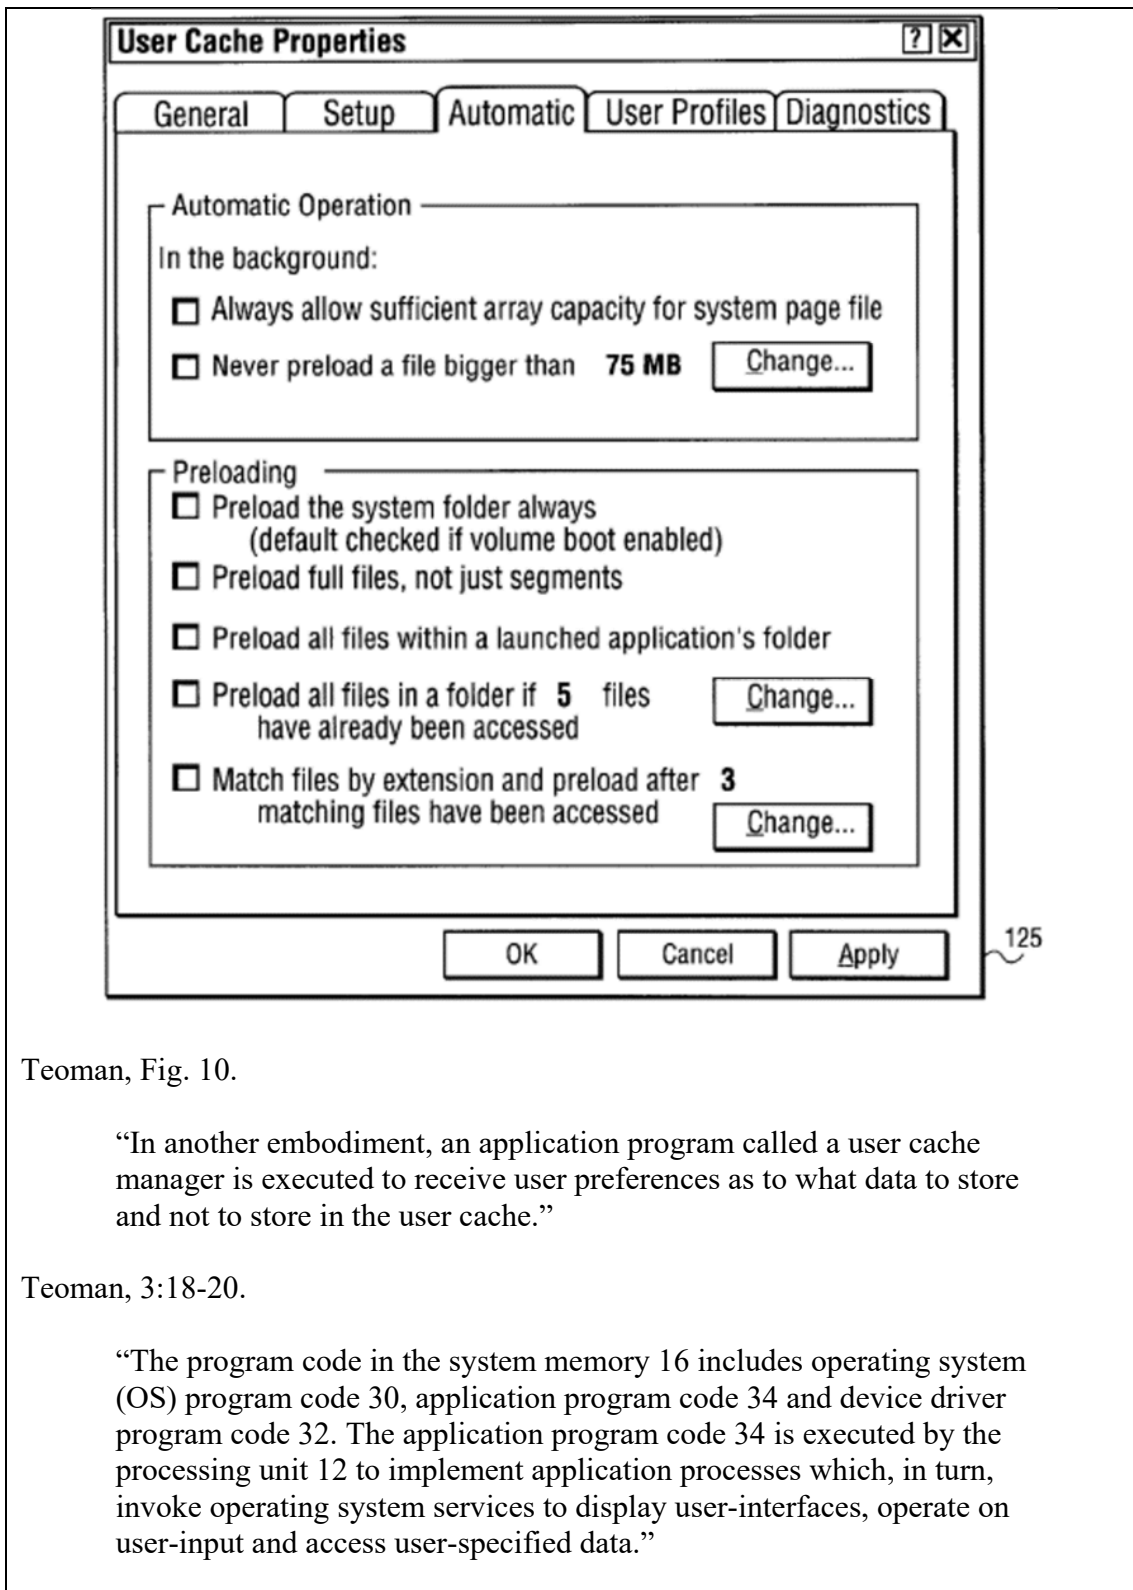 User Cache Properties ? X
General Setup Automatic User Profiles Diagnostics
Automatic Operation
In the background:
Always allow sufficient array capacity for system page file
Never preload a file bigger than 75 MB Change...
Preloading
Preload the system folder always
(default checked if volume boot enabled)
Preload full files, not just segments
Preload all files within a launched application's folder
Preload all files in a folder if 5 files Change...
have already been accessed
Match files by extension and preload after 3
matching files have been accessed Change...
OK Cancel Apply
125
Teoman, Fig. 10.
“In another embodiment, an application program called a user cache
manager is executed to receive user preferences as to what data to store
and not to store in the user cache.”
Teoman, 3:18-20.
“The program code in the system memory 16 includes operating system
(OS) program code 30, application program code 34 and device driver
program code 32. The application program code 34 is executed by the
processing unit 12 to implement application processes which, in turn,
invoke operating system services to display user-interfaces, operate on
user-input and access user-specified data.”